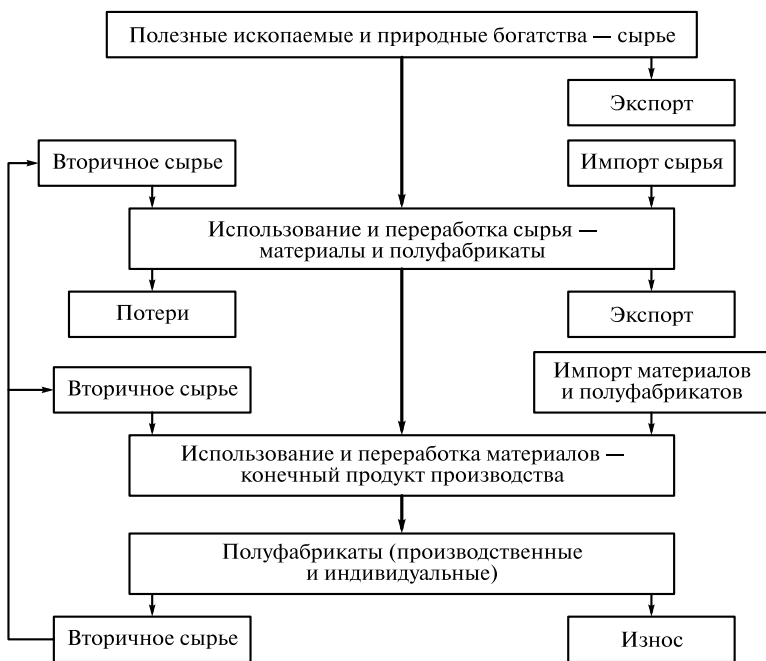 Полезные ископаемые и природные богатства — сырье
Экспорт
Вторичное сырье
Импорт сырья
Использование и переработка сырья —
материалы и полуфабрикаты
Потери
Экспорт
Вторичное сырье
Импорт материалов
и полуфабрикатов
Использование и переработка материалов —
конечный продукт производства
Полуфабрикаты (производственные
и индивидуальные)
Вторичное сырье
Износ